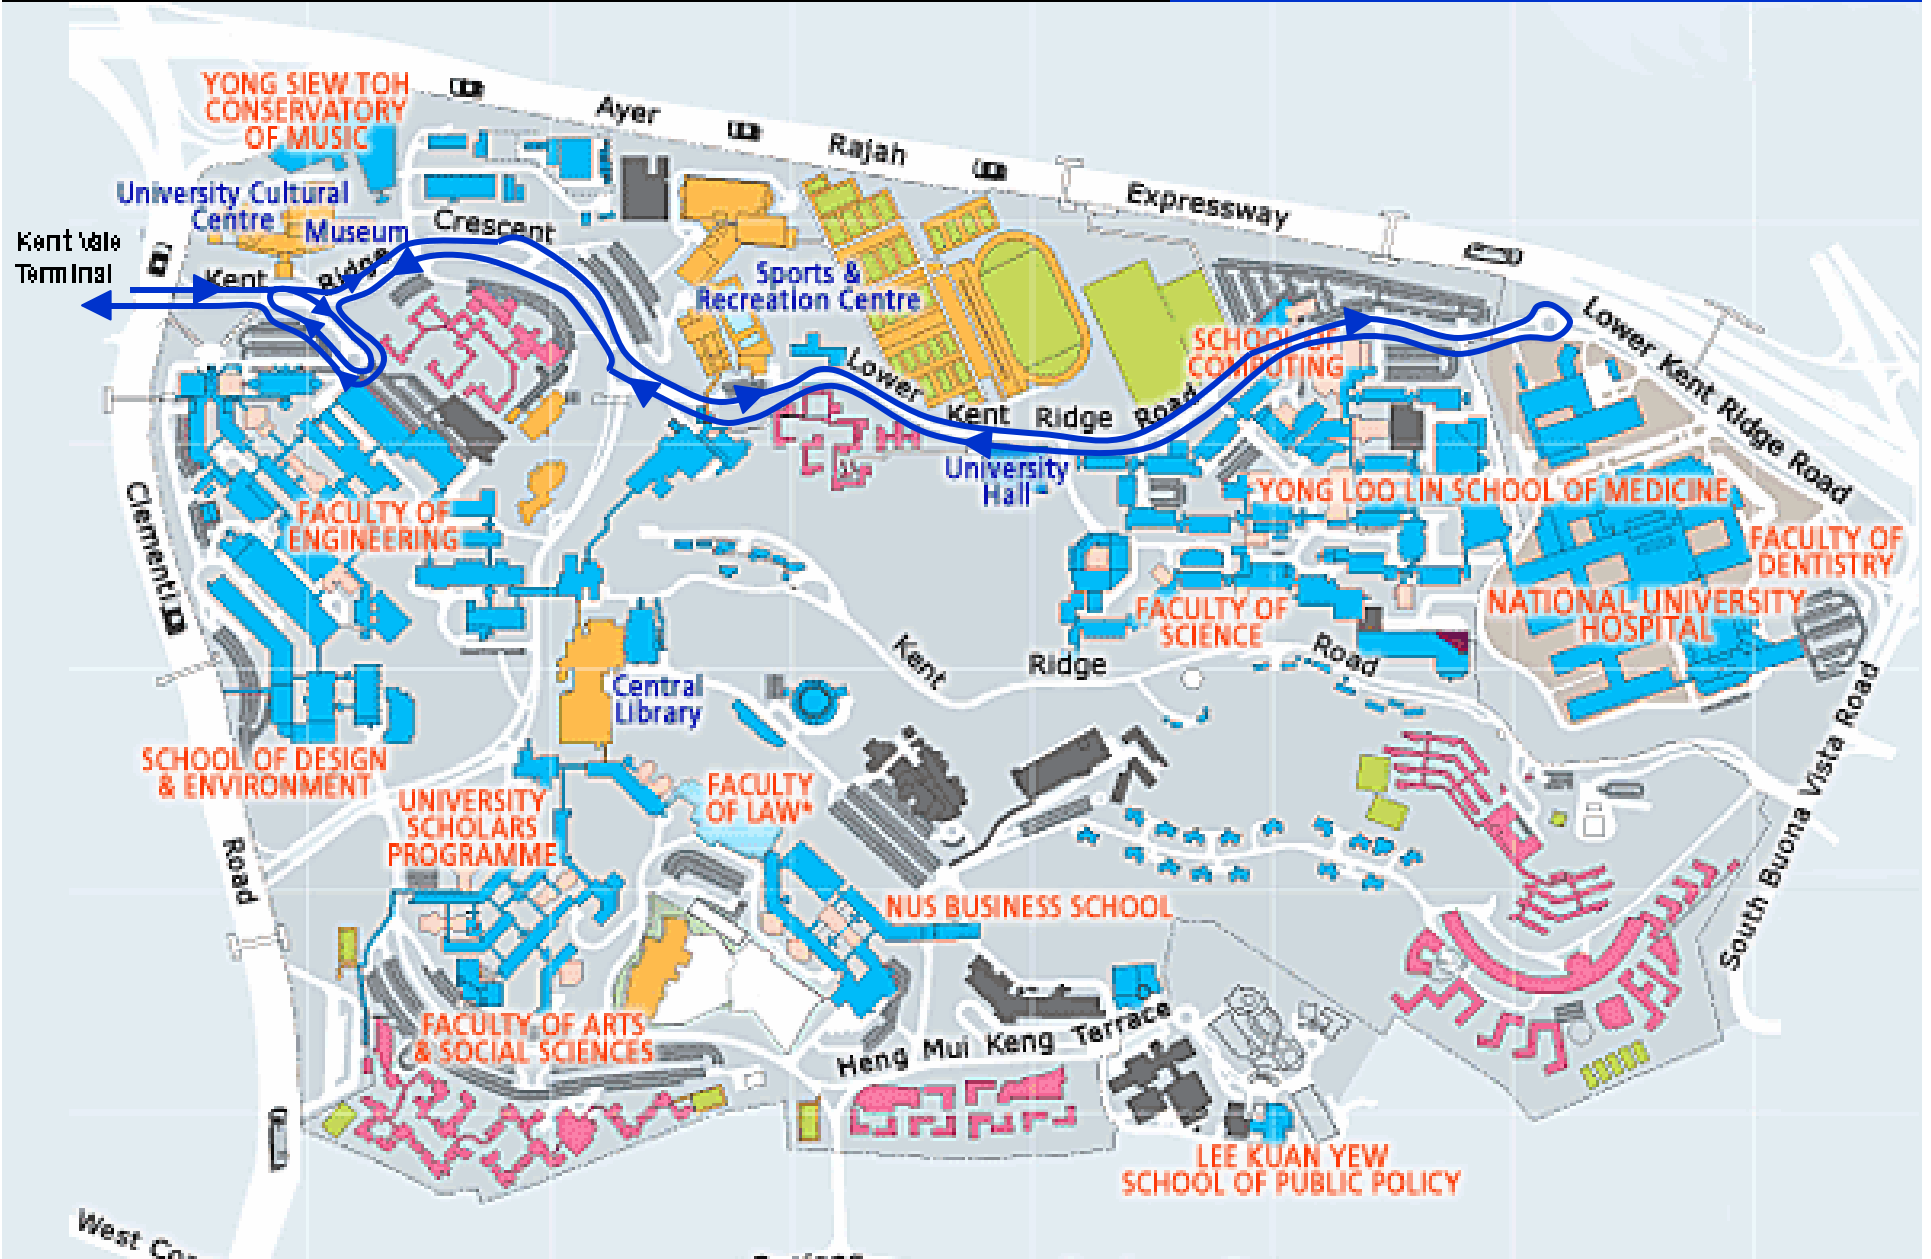 YONG SIEW TOH
CONSERVATORY
OF MUSIC
Ayer
Rajah
Expressway
University Cultural
Centre
Museum
Crescent
Kent Vale
Terminal
Kent
Ridge
Sports &
Recreation Centre
Lower Kent Ridge Road
SCHOOL OF
COMPUTING
Lower
Kent
Ridge
Road
University
Hall
YONG LOO LIN SCHOOL OF MEDICINE
FACULTY OF
ENGINEERING
Clementi
FACULTY OF
DENTISTRY
FACULTY OF
SCIENCE
NATIONAL UNIVERSITY
HOSPITAL
Kent
Ridge
Road
Central
Library
SCHOOL OF DESIGN
& ENVIRONMENT
UNIVERSITY
SCHOLARS
PROGRAMME
FACULTY
OF LAW*
South Buona Vista Road
Road
NUS BUSINESS SCHOOL
FACULTY OF ARTS
& SOCIAL SCIENCES
Heng Mui Keng Terrace
LEE KUAN YEW
SCHOOL OF PUBLIC POLICY
West